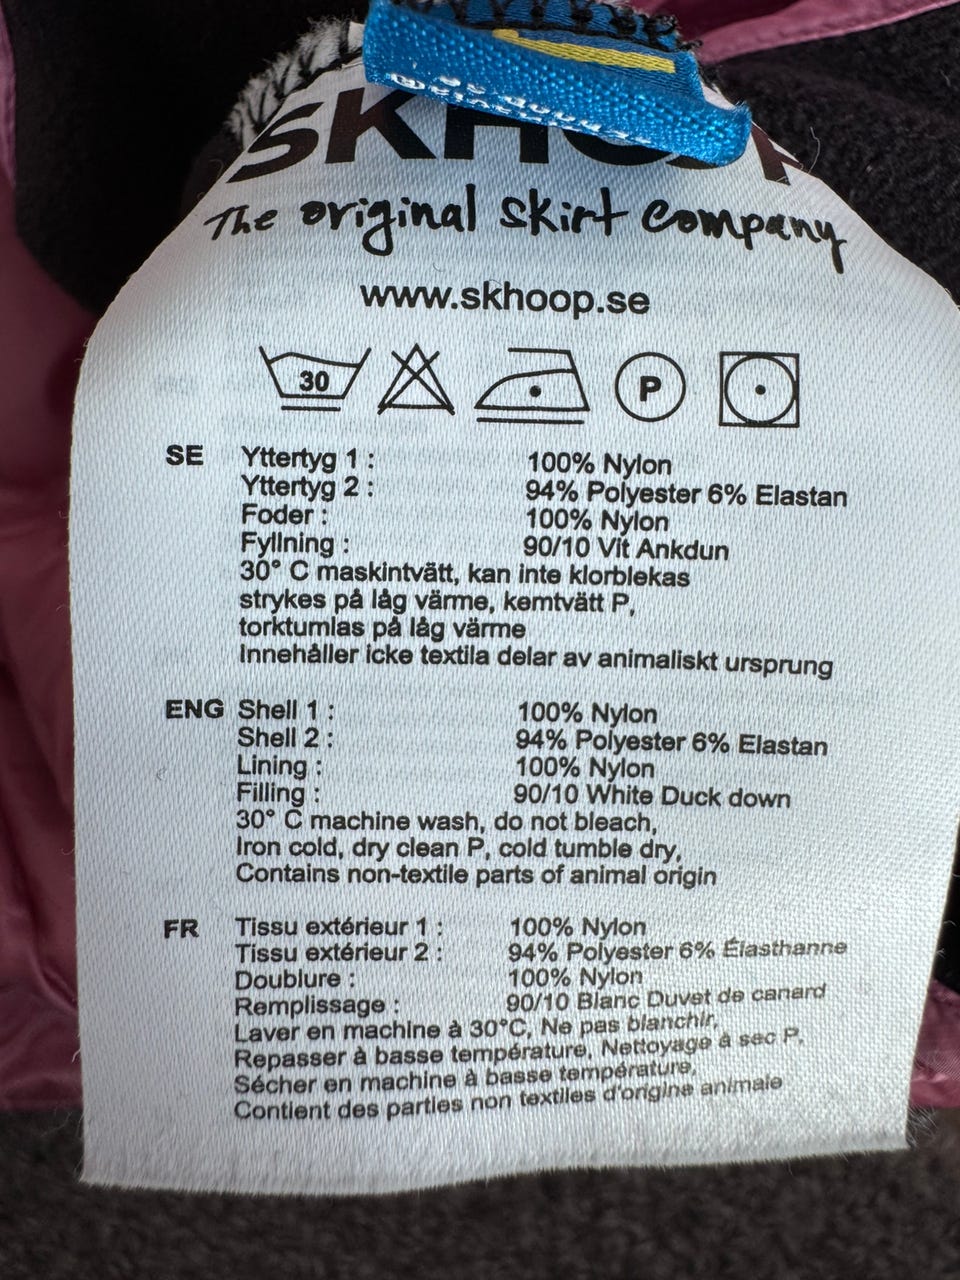 SKHOOP
The original skirt company
www.skhoop.se
30
P
SE Yttertyg 1 : 100% Nylon
Yttertyg 2 : 94% Polyester 6% Elastan
Foder : 100% Nylon
Fyllning : 90/10 Vit Ankdun
30° C maskintvätt, kan inte klorblekas
strykes på låg värme, kemtvätt P,
torktumlas på låg värme
Innehåller icke textila delar av animaliskt ursprung
ENG Shell 1 : 100% Nylon
Shell 2 : 94% Polyester 6% Elastan
Lining : 100% Nylon
Filling : 90/10 White Duck down
30° C machine wash, do not bleach,
Iron cold, dry clean P, cold tumble dry,
Contains non-textile parts of animal origin
FR Tissu extérieur 1 : 100% Nylon
Tissu extérieur 2 : 94% Polyester 6% Élasthanne
Doublure : 100% Nylon
Remplissage : 90/10 Blanc Duvet de canard
Laver en machine à 30°C, Ne pas blanchir,
Repasser à basse température, Nettoyage à sec P,
Sécher en machine à basse température,
Contient des parties non textiles d'origine animale